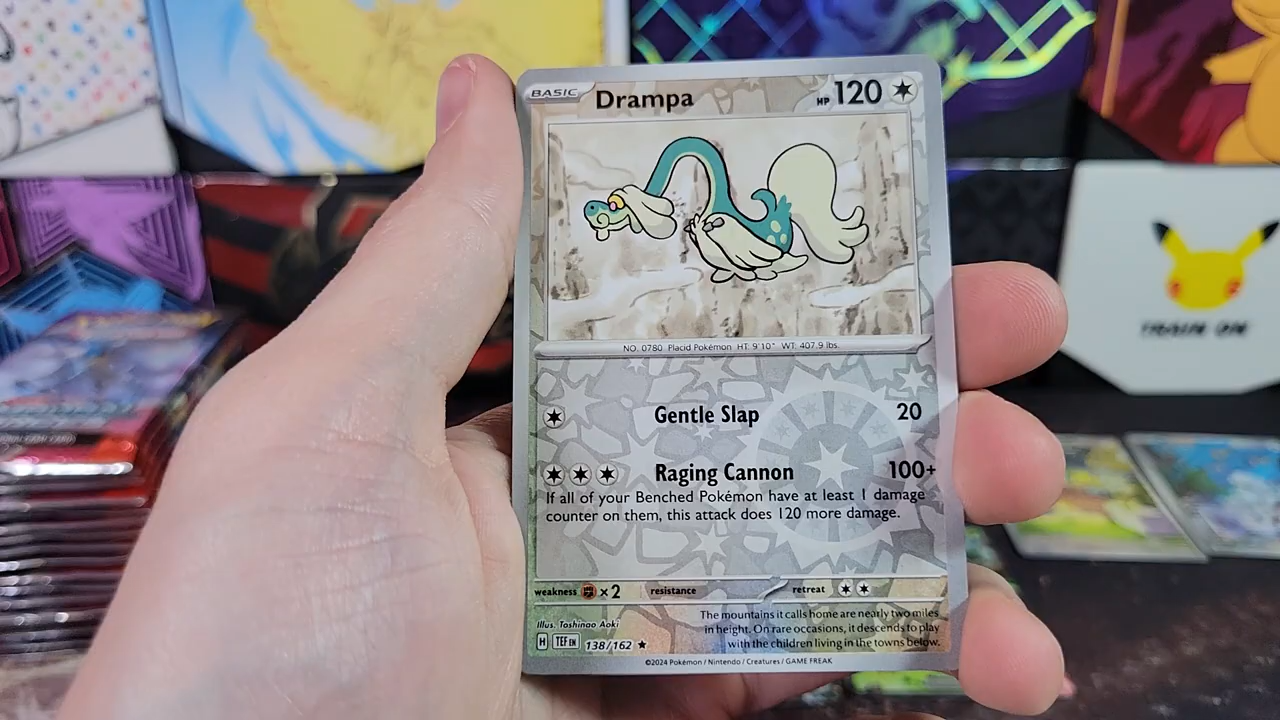 BASIC Drampa HP 120
NO. 0780 Placid Pokémon HT: 9'10" WT: 407.9 lbs.
Gentle Slap 20
Raging Cannon 100+
If all of your Benched Pokémon have at least 1 damage
counter on them, this attack does 120 more damage.
weakness ×2 resistance retreat
Illus. Toshinao Aoki
H TEF EN 138/162
The mountains it calls home are nearly two miles
in height. On rare occasions, it descends to play
with the children living in the towns below.
©2024 Pokémon / Nintendo / Creatures / GAME FREAK
TRAIN ON